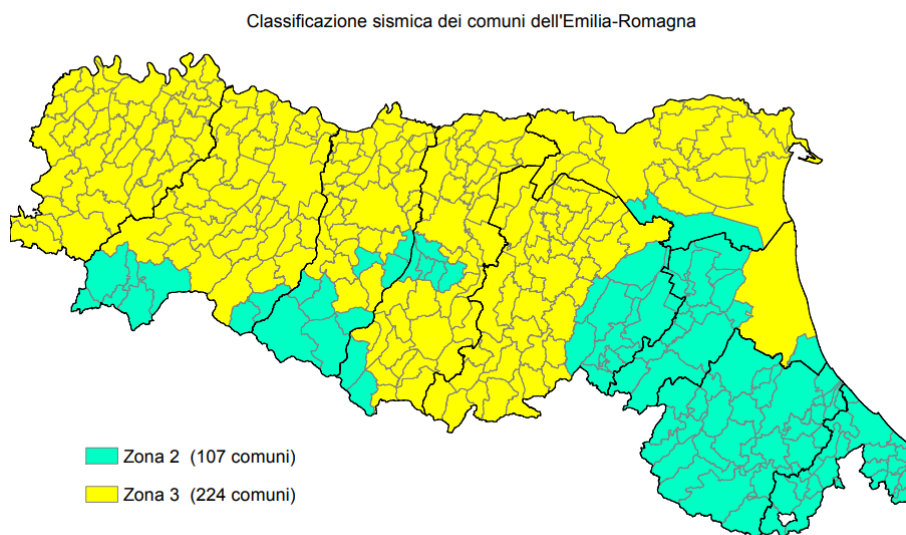 Classificazione sismica dei comuni dell'Emilia-Romagna
Zona 2 (107 comuni)
Zona 3 (224 comuni)